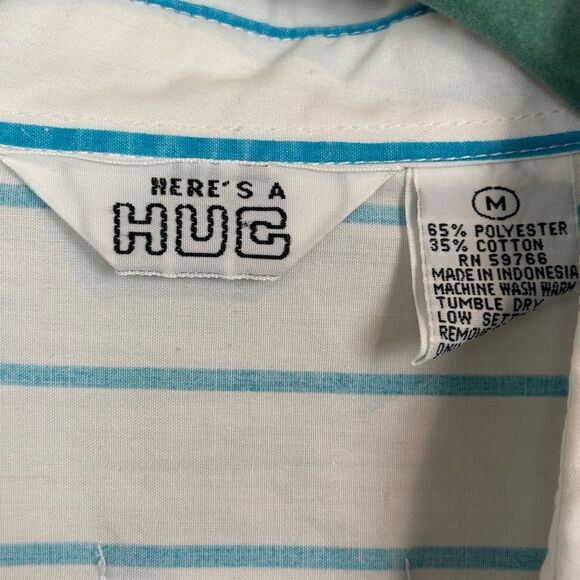 HERE'S A
HUG
M
65% POLYESTER
35% COTTON
RN 59766
MADE IN INDONESIA
MACHINE WASH WARM
TUMBLE DRY
LOW